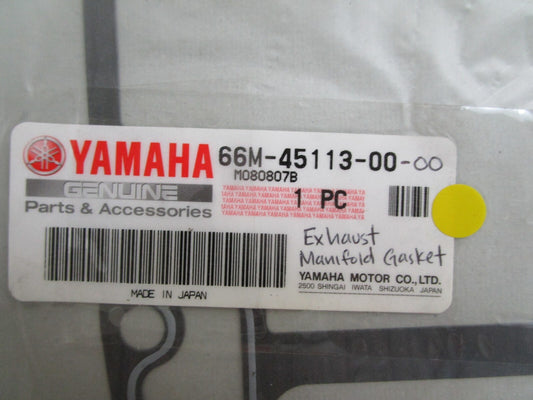 YAMAHA 66M-45113-00-00
M080807B
GENUINE
Parts & Accessories
1 PC
Exhaust
Manifold Gasket
YAMAHA MOTOR CO., LTD.
2500 SHINGAI IWATA SHIZUOKA JAPAN
MADE IN JAPAN